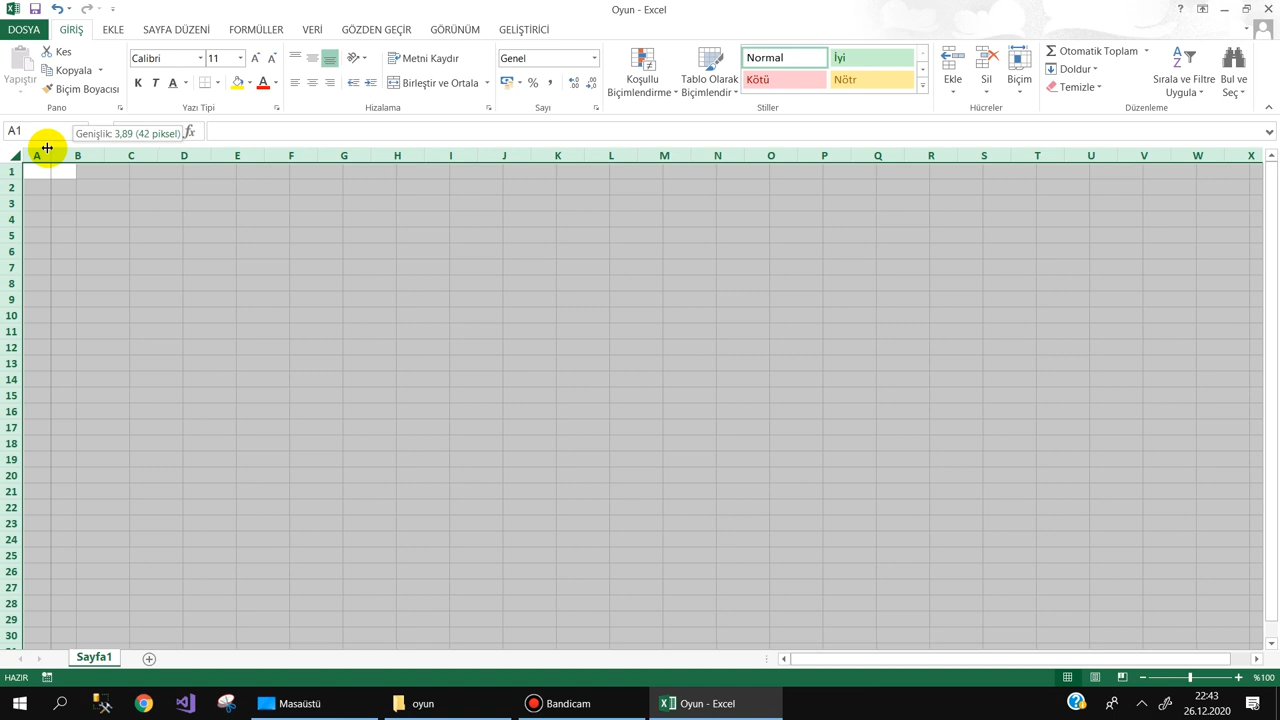 Oyun - Excel
DOSYA GİRİŞ EKLE SAYFA DÜZENİ FORMÜLLER VERİ GÖZDEN GEÇİR GÖRÜNÜM GELİŞTİRİCİ
Yapıştır
Kes
Kopyala
Biçim Boyacısı
Pano
Calibri 11
K T A
Yazı Tipi
Metni Kaydır
Birleştir ve Ortala
Hizalama
Genel
%
Sayı
Koşullu
Biçimlendirme
Tablo Olarak
Biçimlendir
Normal İyi
Kötü Nötr
Stiller
Ekle Sil Biçim
Hücreler
Σ Otomatik Toplam
Doldur
Temizle
Sırala ve Filtre
Uygula
Bul ve
Seç
Düzenleme
A1
Genişlik: 3,89 (42 piksel)
fx
A B C D E F G H I J K L M N O P Q R S T U V W X
1
2
3
4
5
6
7
8
9
10
11
12
13
14
15
16
17
18
19
20
21
22
23
24
25
26
27
28
29
30
Sayfa1
HAZIR
%100
Masaüstü oyun Bandicam Oyun - Excel
22:43
26.12.2020